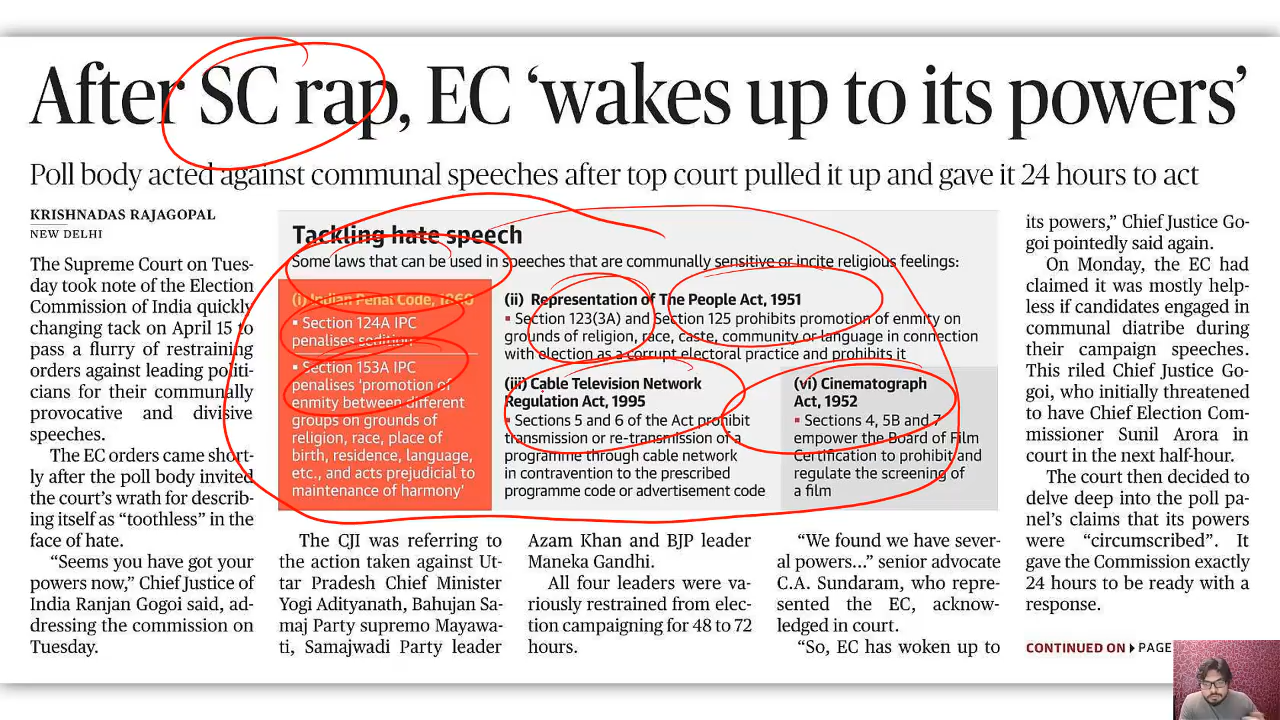 After SC rap, EC ‘wakes up to its powers’
Poll body acted against communal speeches after top court pulled it up and gave it 24 hours to act
KRISHNADAS RAJAGOPAL
NEW DELHI
The Supreme Court on Tues-
day took note of the Election
Commission of India quickly
changing tack on April 15 to
pass a flurry of restraining
orders against leading politi-
cians for their communally
provocative and divisive
speeches.
The EC orders came short-
ly after the poll body invited
the court’s wrath for describ-
ing itself as “toothless” in the
face of hate.
“Seems you have got your
powers now,” Chief Justice of
India Ranjan Gogoi said, ad-
dressing the commission on
Tuesday.
Tackling hate speech
Some laws that can be used in speeches that are communally sensitive or incite religious feelings:
(i) Indian Penal Code, 1860
▪ Section 124A IPC
penalises sedition
▪ Section 153A IPC
penalises ‘promotion of
enmity between different
groups on grounds of
religion, race, place of
birth, residence, language,
etc., and acts prejudicial to
maintenance of harmony’
(ii) Representation of The People Act, 1951
▪ Section 123(3A) and Section 125 prohibits promotion of enmity on
grounds of religion, race, caste, community or language in connection
with election as a corrupt electoral practice and prohibits it
(iii) Cable Television Network
Regulation Act, 1995
▪ Sections 5 and 6 of the Act prohibit
transmission or re-transmission of a
programme through cable network
in contravention to the prescribed
programme code or advertisement code
(vi) Cinematograph
Act, 1952
▪ Sections 4, 5B and 7
empower the Board of Film
Certification to prohibit and
regulate the screening of
a film
The CJI was referring to
the action taken against Ut-
tar Pradesh Chief Minister
Yogi Adityanath, Bahujan Sa-
maj Party supremo Mayawa-
ti, Samajwadi Party leader
Azam Khan and BJP leader
Maneka Gandhi.
All four leaders were va-
riously restrained from elec-
tion campaigning for 48 to 72
hours.
“We found we have sever-
al powers...” senior advocate
C.A. Sundaram, who repre-
sented the EC, acknow-
ledged in court.
“So, EC has woken up to
its powers,” Chief Justice Go-
goi pointedly said again.
On Monday, the EC had
claimed it was mostly help-
less if candidates engaged in
communal diatribe during
their campaign speeches.
This riled Chief Justice Go-
goi, who initially threatened
to have Chief Election Com-
missioner Sunil Arora in
court in the next half-hour.
The court then decided to
delve deep into the poll pa-
nel’s claims that its powers
were “circumscribed”. It
gave the Commission exactly
24 hours to be ready with a
response.
CONTINUED ON ▸ PAGE